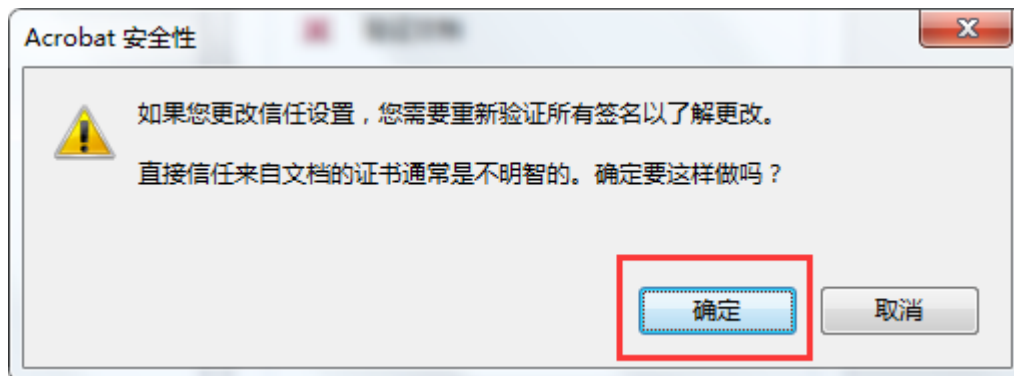 Acrobat 安全性
如果您更改信任设置，您需要重新验证所有签名以了解更改。
直接信任来自文档的证书通常是不明智的。确定要这样做吗？
确定
取消